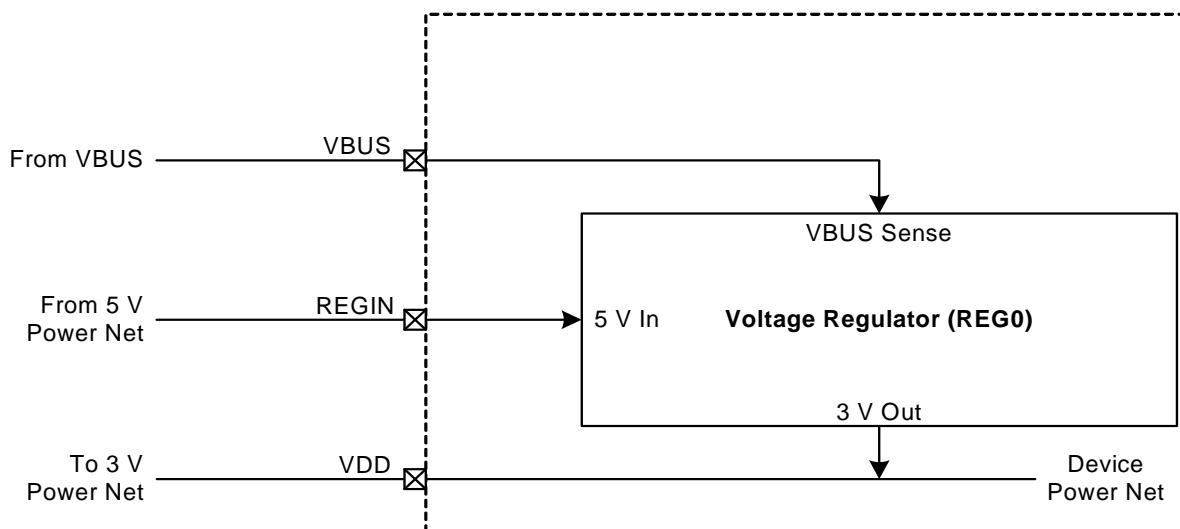 VBUS
From VBUS
VBUS Sense
From 5 V
Power Net
REGIN
5 V In
Voltage Regulator (REG0)
3 V Out
To 3 V
Power Net
VDD
Device
Power Net